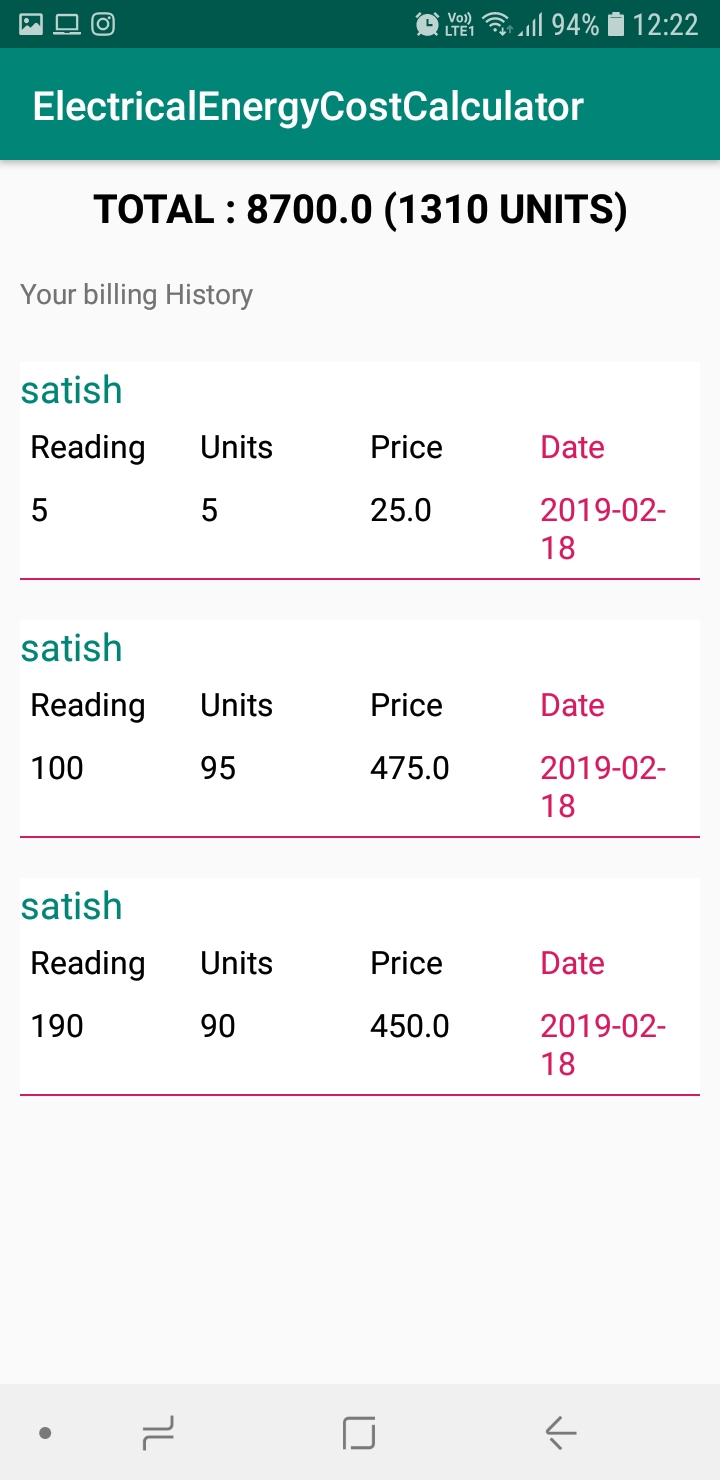 Vo)) LTE1 94% 12:22
ElectricalEnergyCostCalculator
TOTAL : 8700.0 (1310 UNITS)
Your billing History
satish
Reading Units Price Date
5 5 25.0 2019-02-
18
satish
Reading Units Price Date
100 95 475.0 2019-02-
18
satish
Reading Units Price Date
190 90 450.0 2019-02-
18